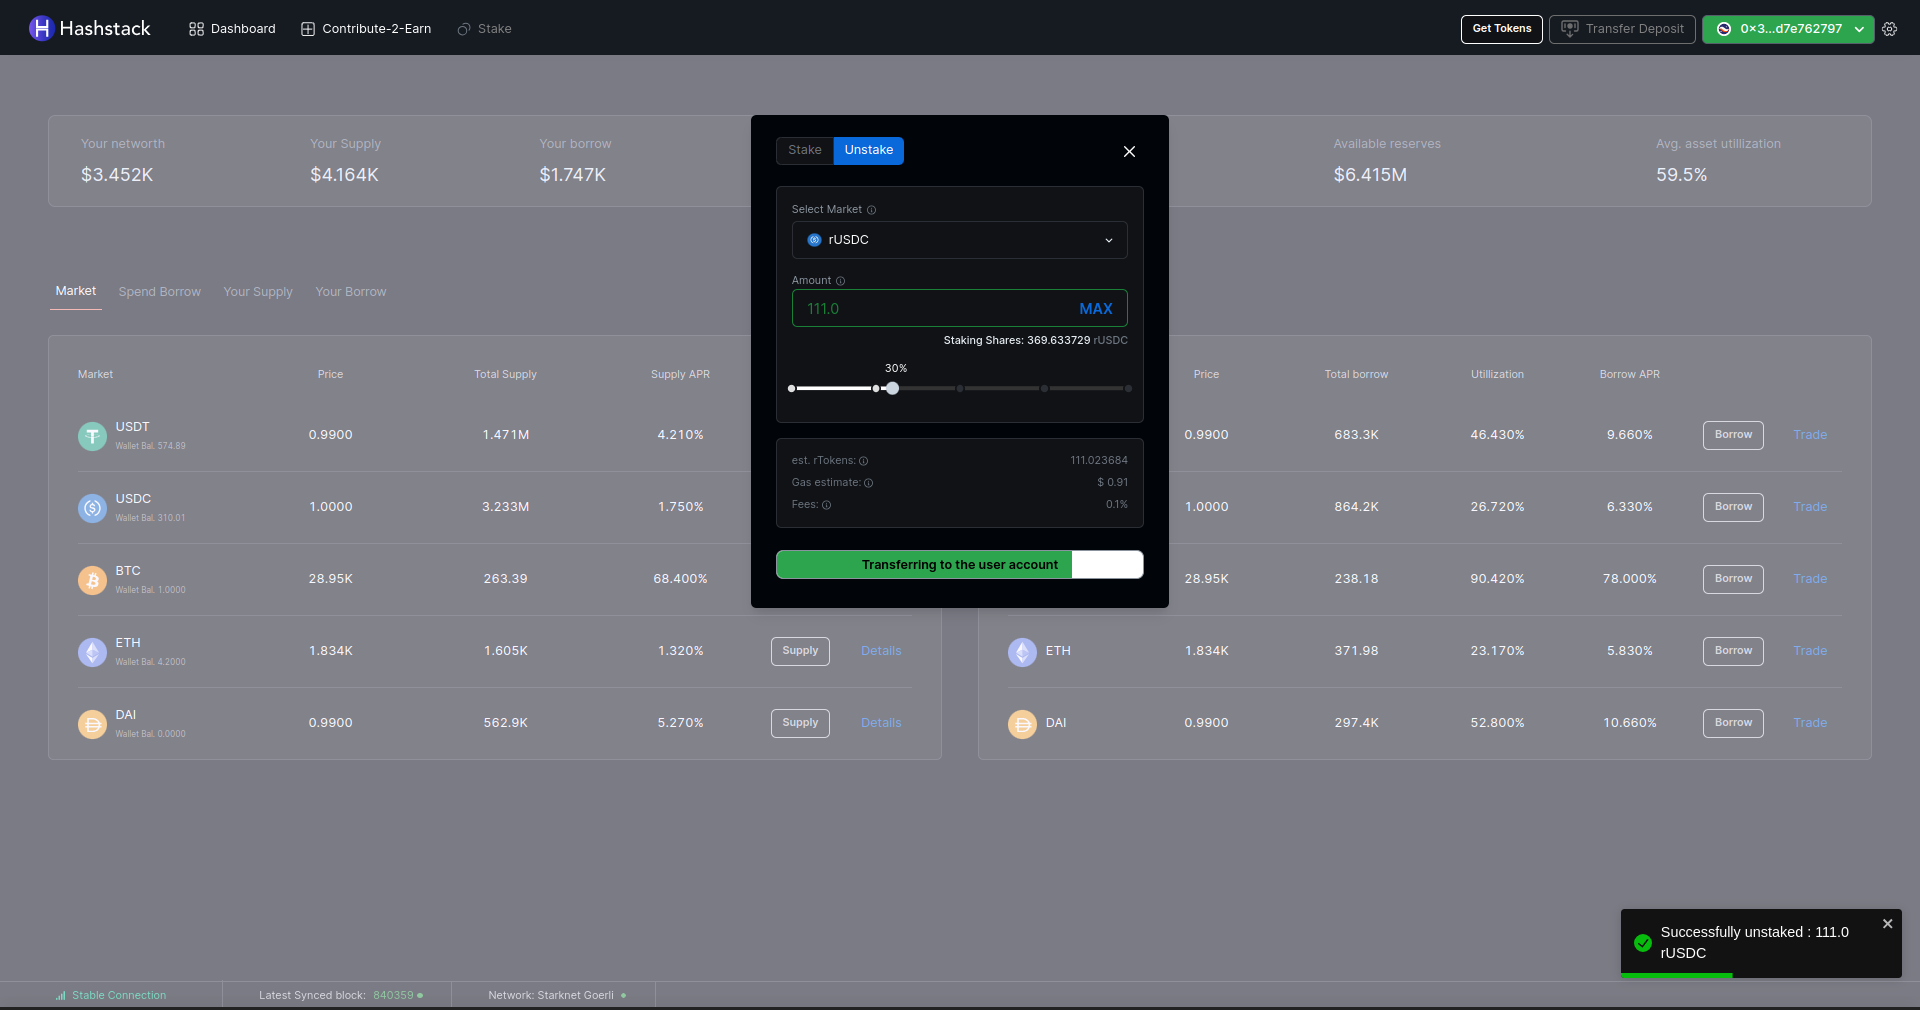 Hashstack Dashboard Contribute-2-Earn Stake Get Tokens Transfer Deposit 0x3...d7e762797
Your networth Your Supply Your borrow Available reserves Avg. asset utillization
$3.452K $4.164K $1.747K $6.415M 59.5%
Stake Unstake
Select Market
rUSDC
Amount
111.0 MAX
Staking Shares: 369.633729 rUSDC
30%
est. rTokens: 111.023684
Gas estimate: $ 0.91
Fees: 0.1%
Transferring to the user account
Market Spend Borrow Your Supply Your Borrow
Market Price Total Supply Supply APR
USDT 0.9900 1.471M 4.210%
Wallet Bal. 574.89
USDC 1.0000 3.233M 1.750%
Wallet Bal. 310.01
BTC 28.95K 263.39 68.400%
Wallet Bal. 1.0000
ETH 1.834K 1.605K 1.320% Supply Details
Wallet Bal. 4.2000
DAI 0.9900 562.9K 5.270% Supply Details
Wallet Bal. 0.0000
Price Total borrow Utillization Borrow APR
0.9900 683.3K 46.430% 9.660% Borrow Trade
1.0000 864.2K 26.720% 6.330% Borrow Trade
28.95K 238.18 90.420% 78.000% Borrow Trade
ETH 1.834K 371.98 23.170% 5.830% Borrow Trade
DAI 0.9900 297.4K 52.800% 10.660% Borrow Trade
Successfully unstaked : 111.0
rUSDC
Stable Connection Latest Synced block: 840359 Network: Starknet Goerli